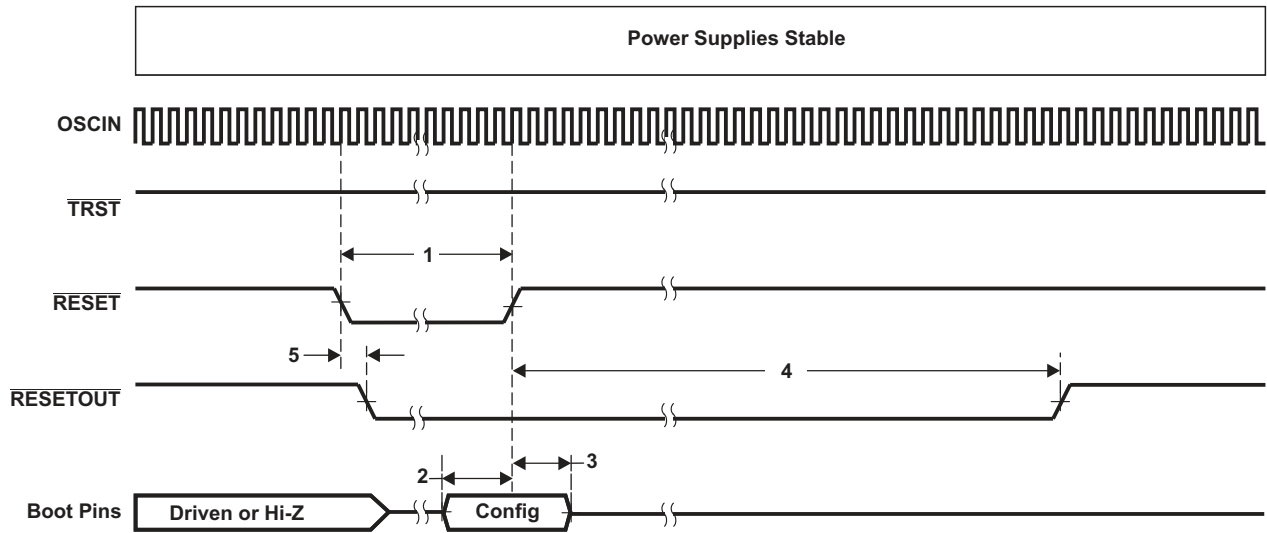 Power Supplies Stable
OSCIN
TRST
1
RESET
5
4
RESETOUT
2
3
Boot Pins
Driven or Hi-Z
Config